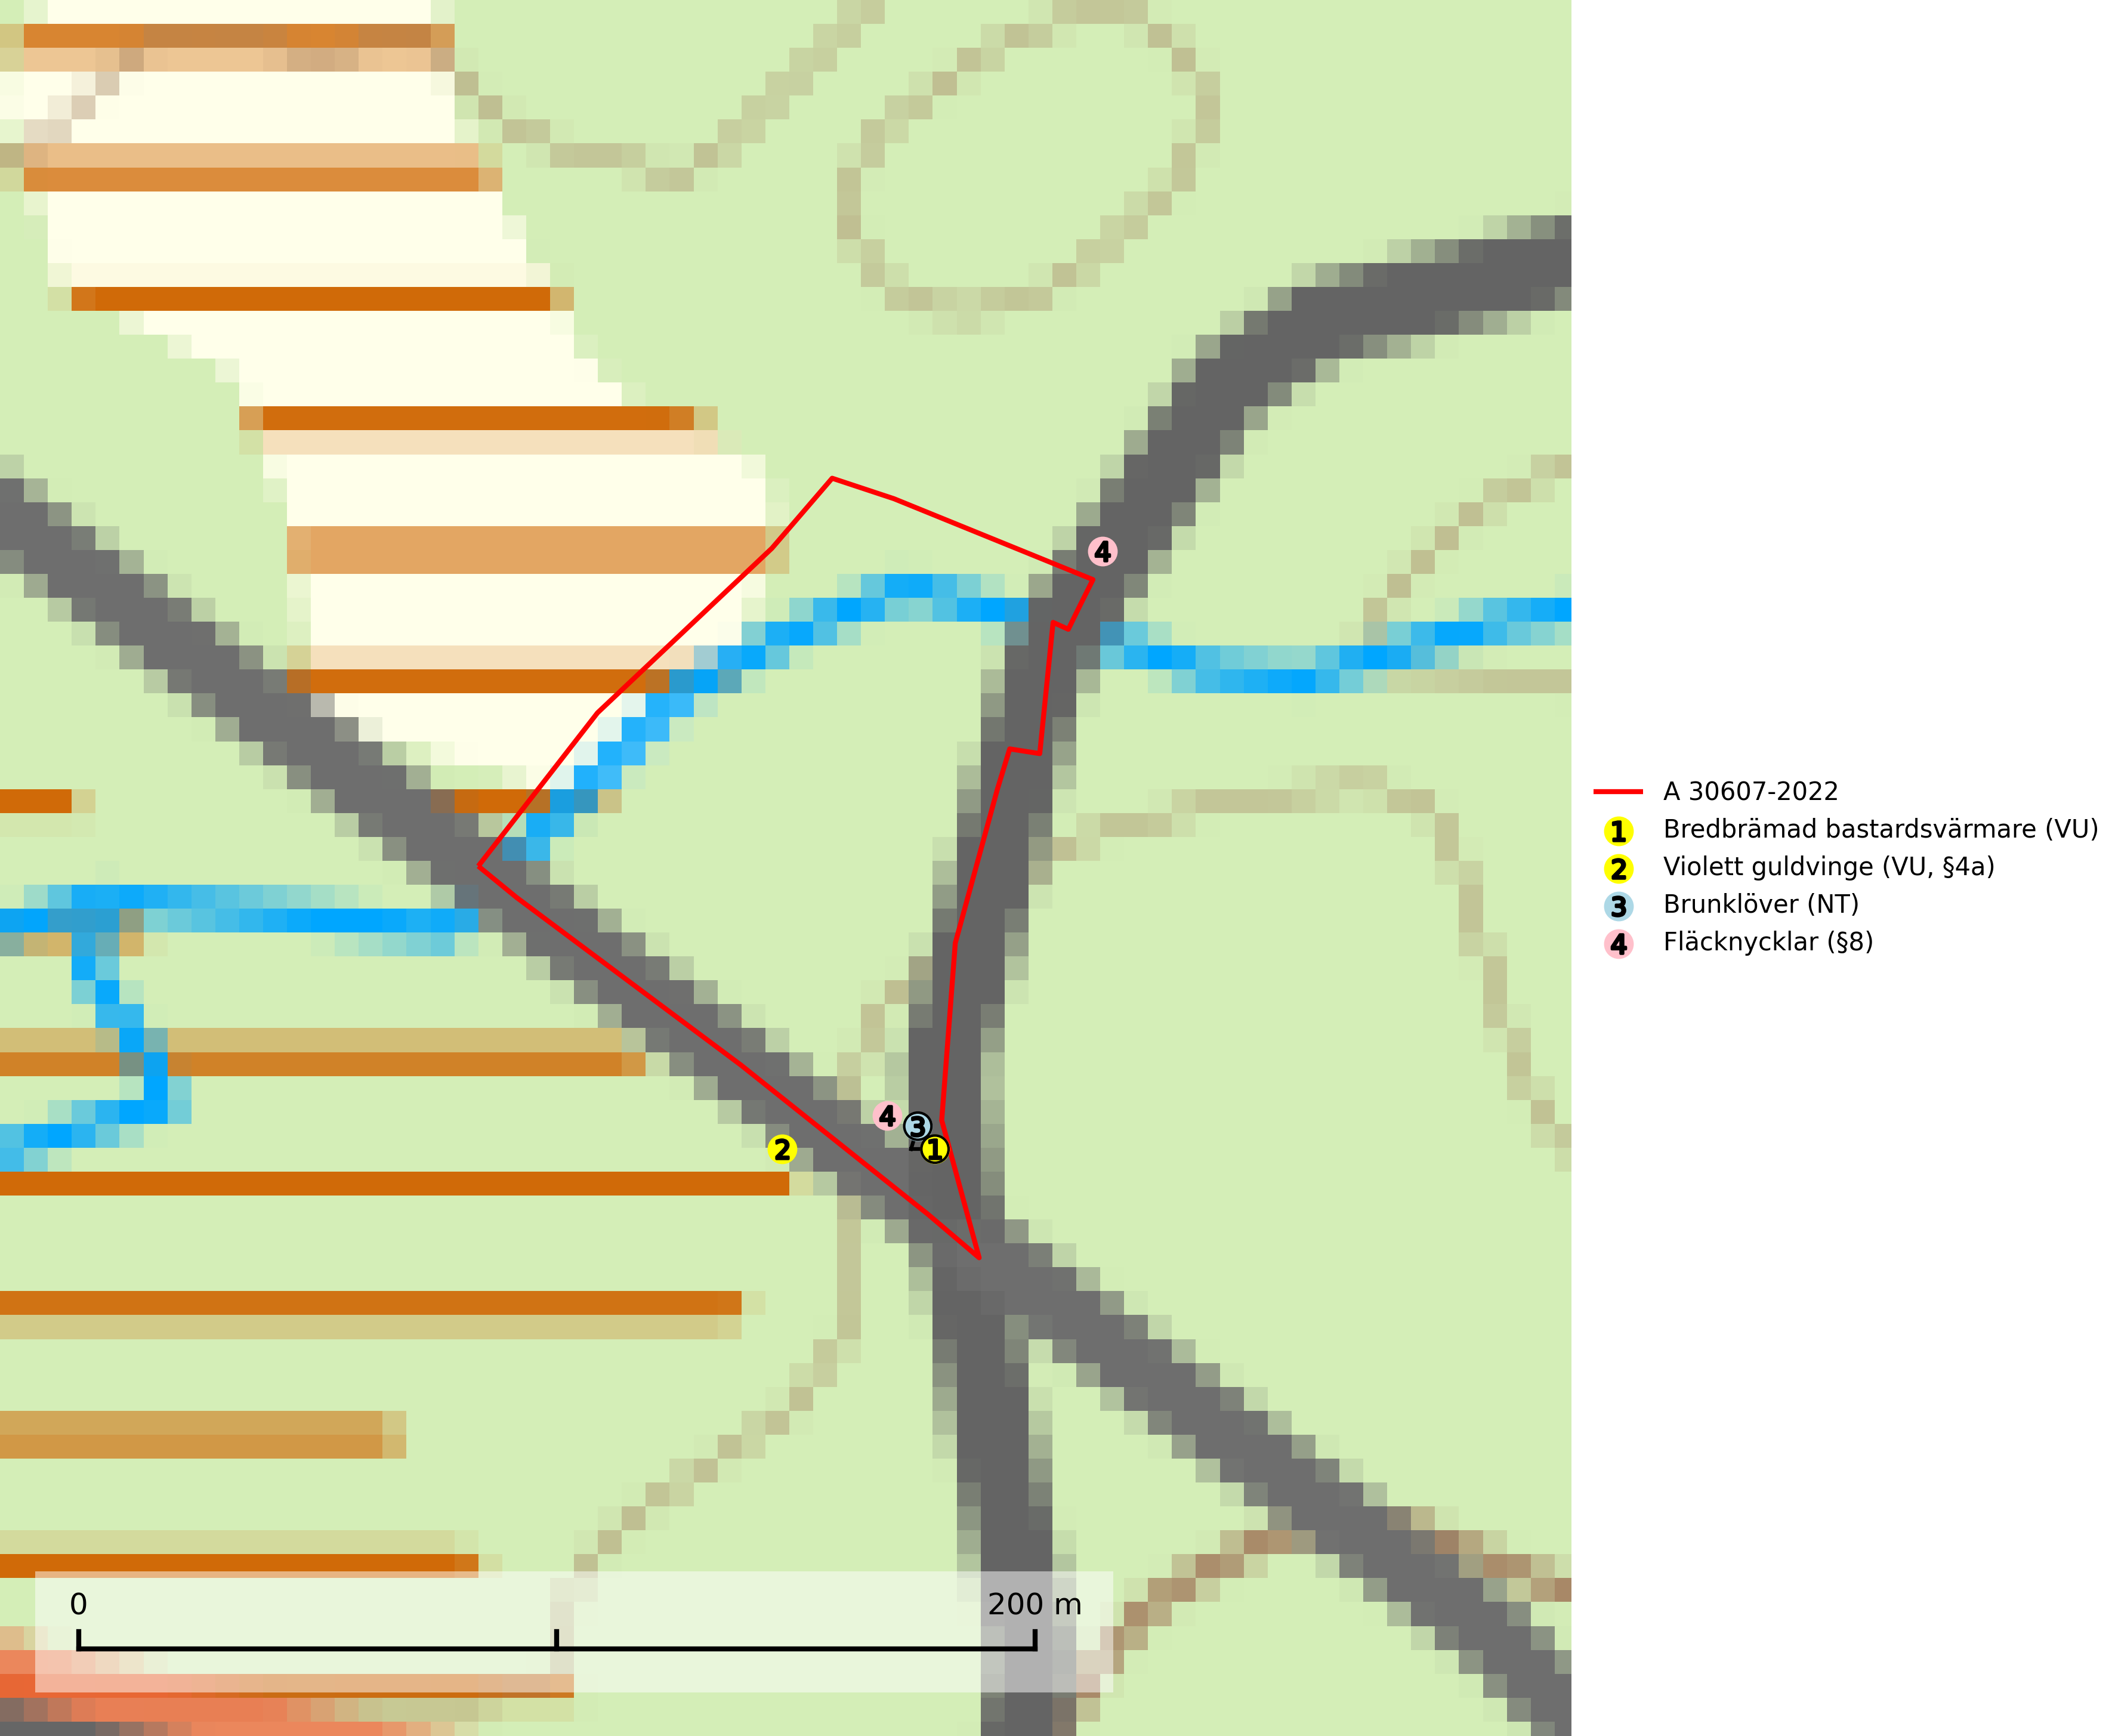 4
A 30607-2022
1 Bredbrämad bastardsvärmare (VU)
2 Violett guldvinge (VU, §4a)
3 Brunklöver (NT)
4 Fläcknycklar (§8)
4
3
2
1
0
200 m